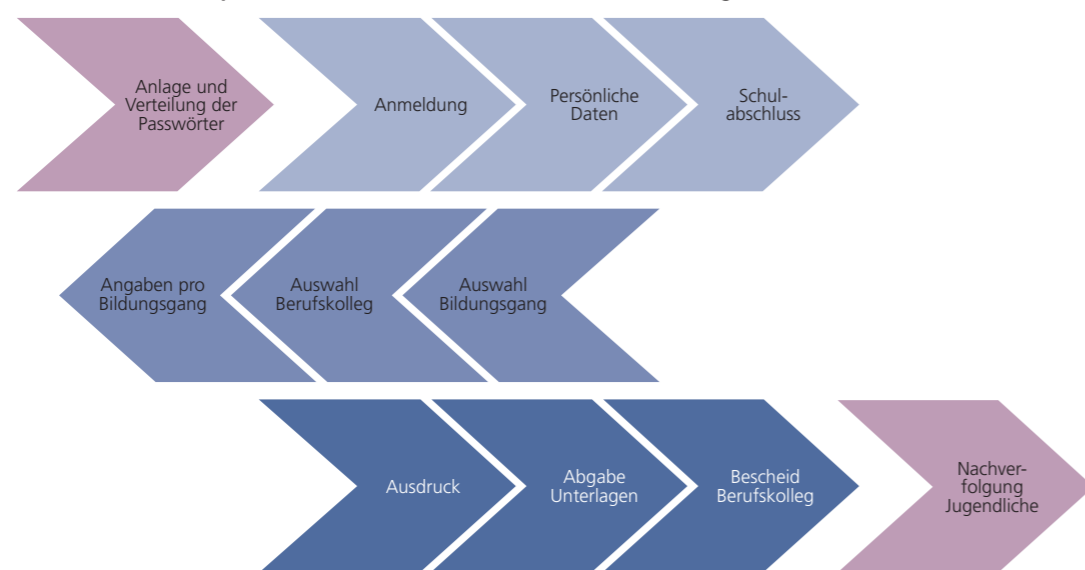 Anlage und
Verteilung der
Passwörter
Anmeldung
Persönliche
Daten
Schul-
abschluss
Angaben pro
Bildungsgang
Auswahl
Berufskolleg
Auswahl
Bildungsgang
Ausdruck
Abgabe
Unterlagen
Bescheid
Berufskolleg
Nachver-
folgung
Jugendliche